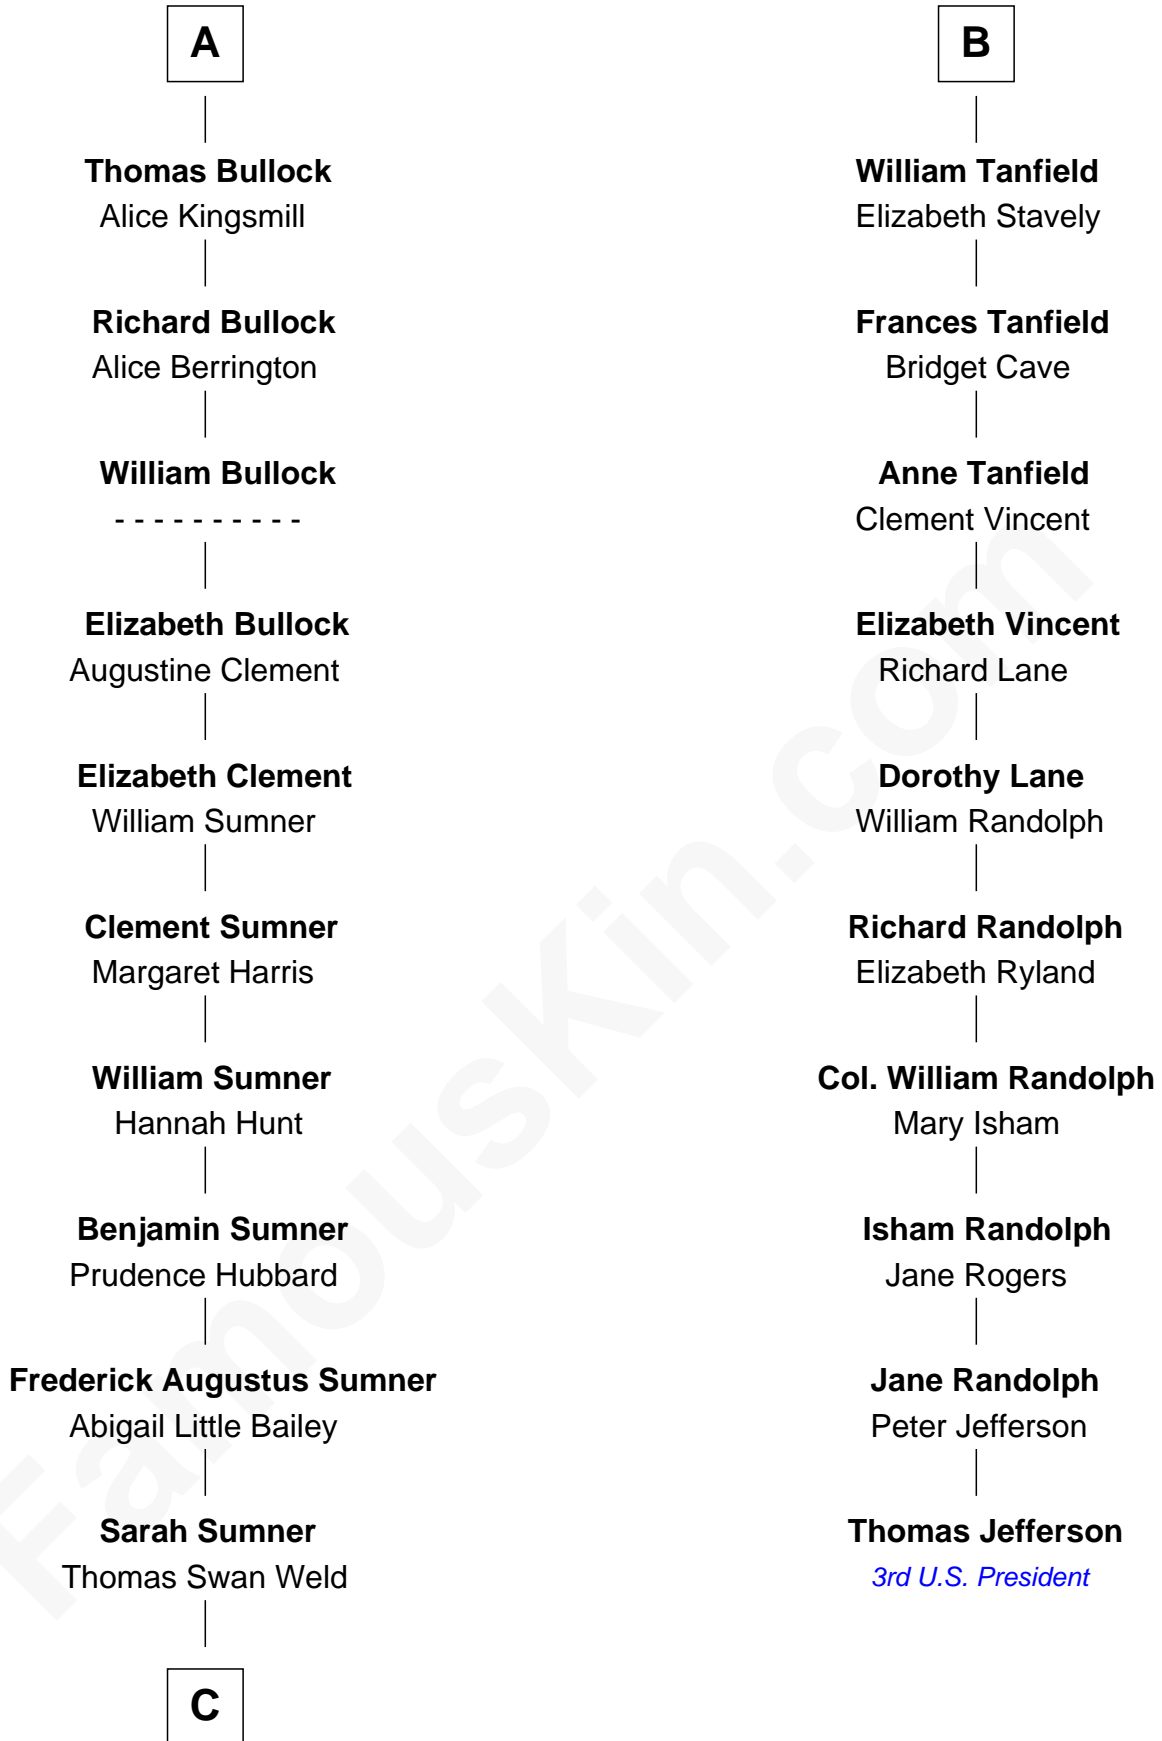 A
Thomas Bullock
Alice Kingsmill
Richard Bullock
Alice Berrington
William Bullock
- - - - - - - - - -
Elizabeth Bullock
Augustine Clement
Elizabeth Clement
William Sumner
Clement Sumner
Margaret Harris
William Sumner
Hannah Hunt
Benjamin Sumner
Prudence Hubbard
Frederick Augustus Sumner
Abigail Little Bailey
Sarah Sumner
Thomas Swan Weld
C
B
William Tanfield
Elizabeth Stavely
Frances Tanfield
Bridget Cave
Anne Tanfield
Clement Vincent
Elizabeth Vincent
Richard Lane
Dorothy Lane
William Randolph
Richard Randolph
Elizabeth Ryland
Col. William Randolph
Mary Isham
Isham Randolph
Jane Rogers
Jane Randolph
Peter Jefferson
Thomas Jefferson
3rd U.S. President
FamousKin.com